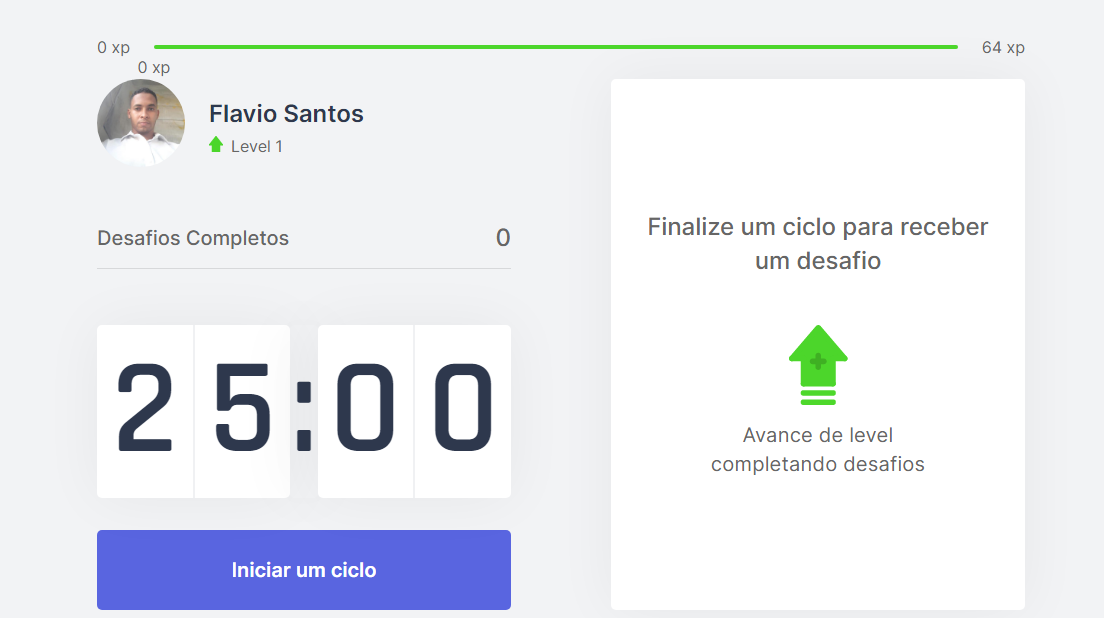 0 xp
64 xp
0 xp
Flavio Santos
Level 1
Desafios Completos
0
25:00
Iniciar um ciclo
Finalize um ciclo para receber
um desafio
Avance de level
completando desafios